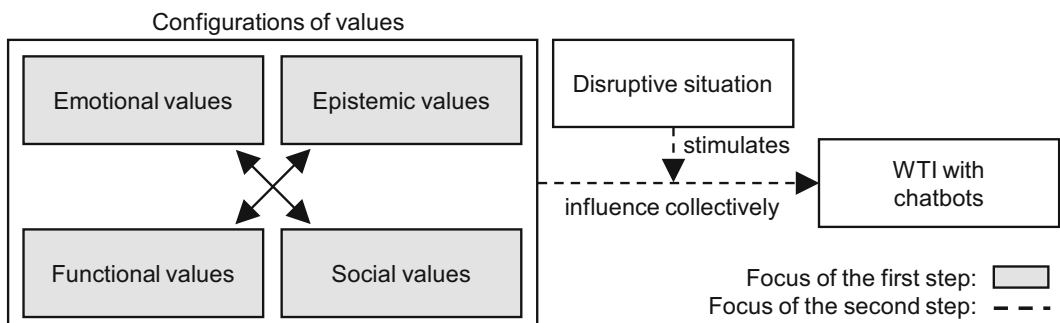 Configurations of values
Emotional values
Epistemic values
Functional values
Social values
Disruptive situation
stimulates
influence collectively
WTI with
chatbots
Focus of the first step:
Focus of the second step: